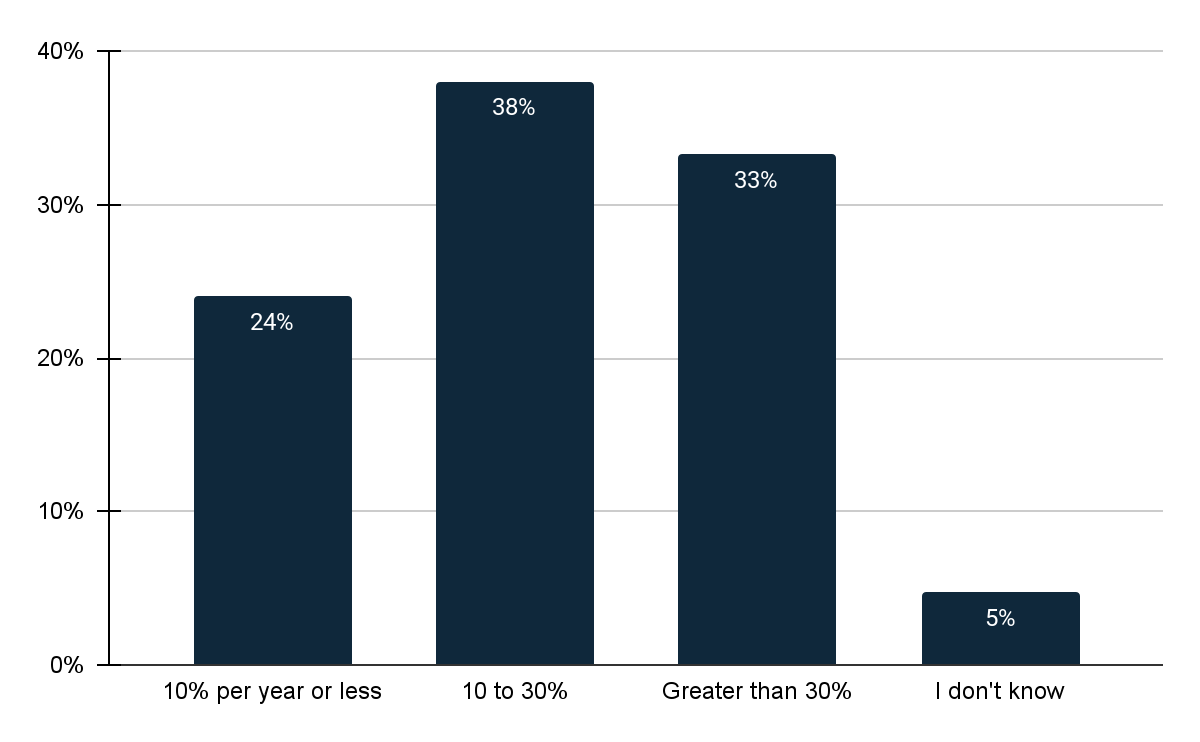 40%
38%
33%
30%
24%
20%
10%
5%
0%
10% per year or less
10 to 30%
Greater than 30%
I don't know